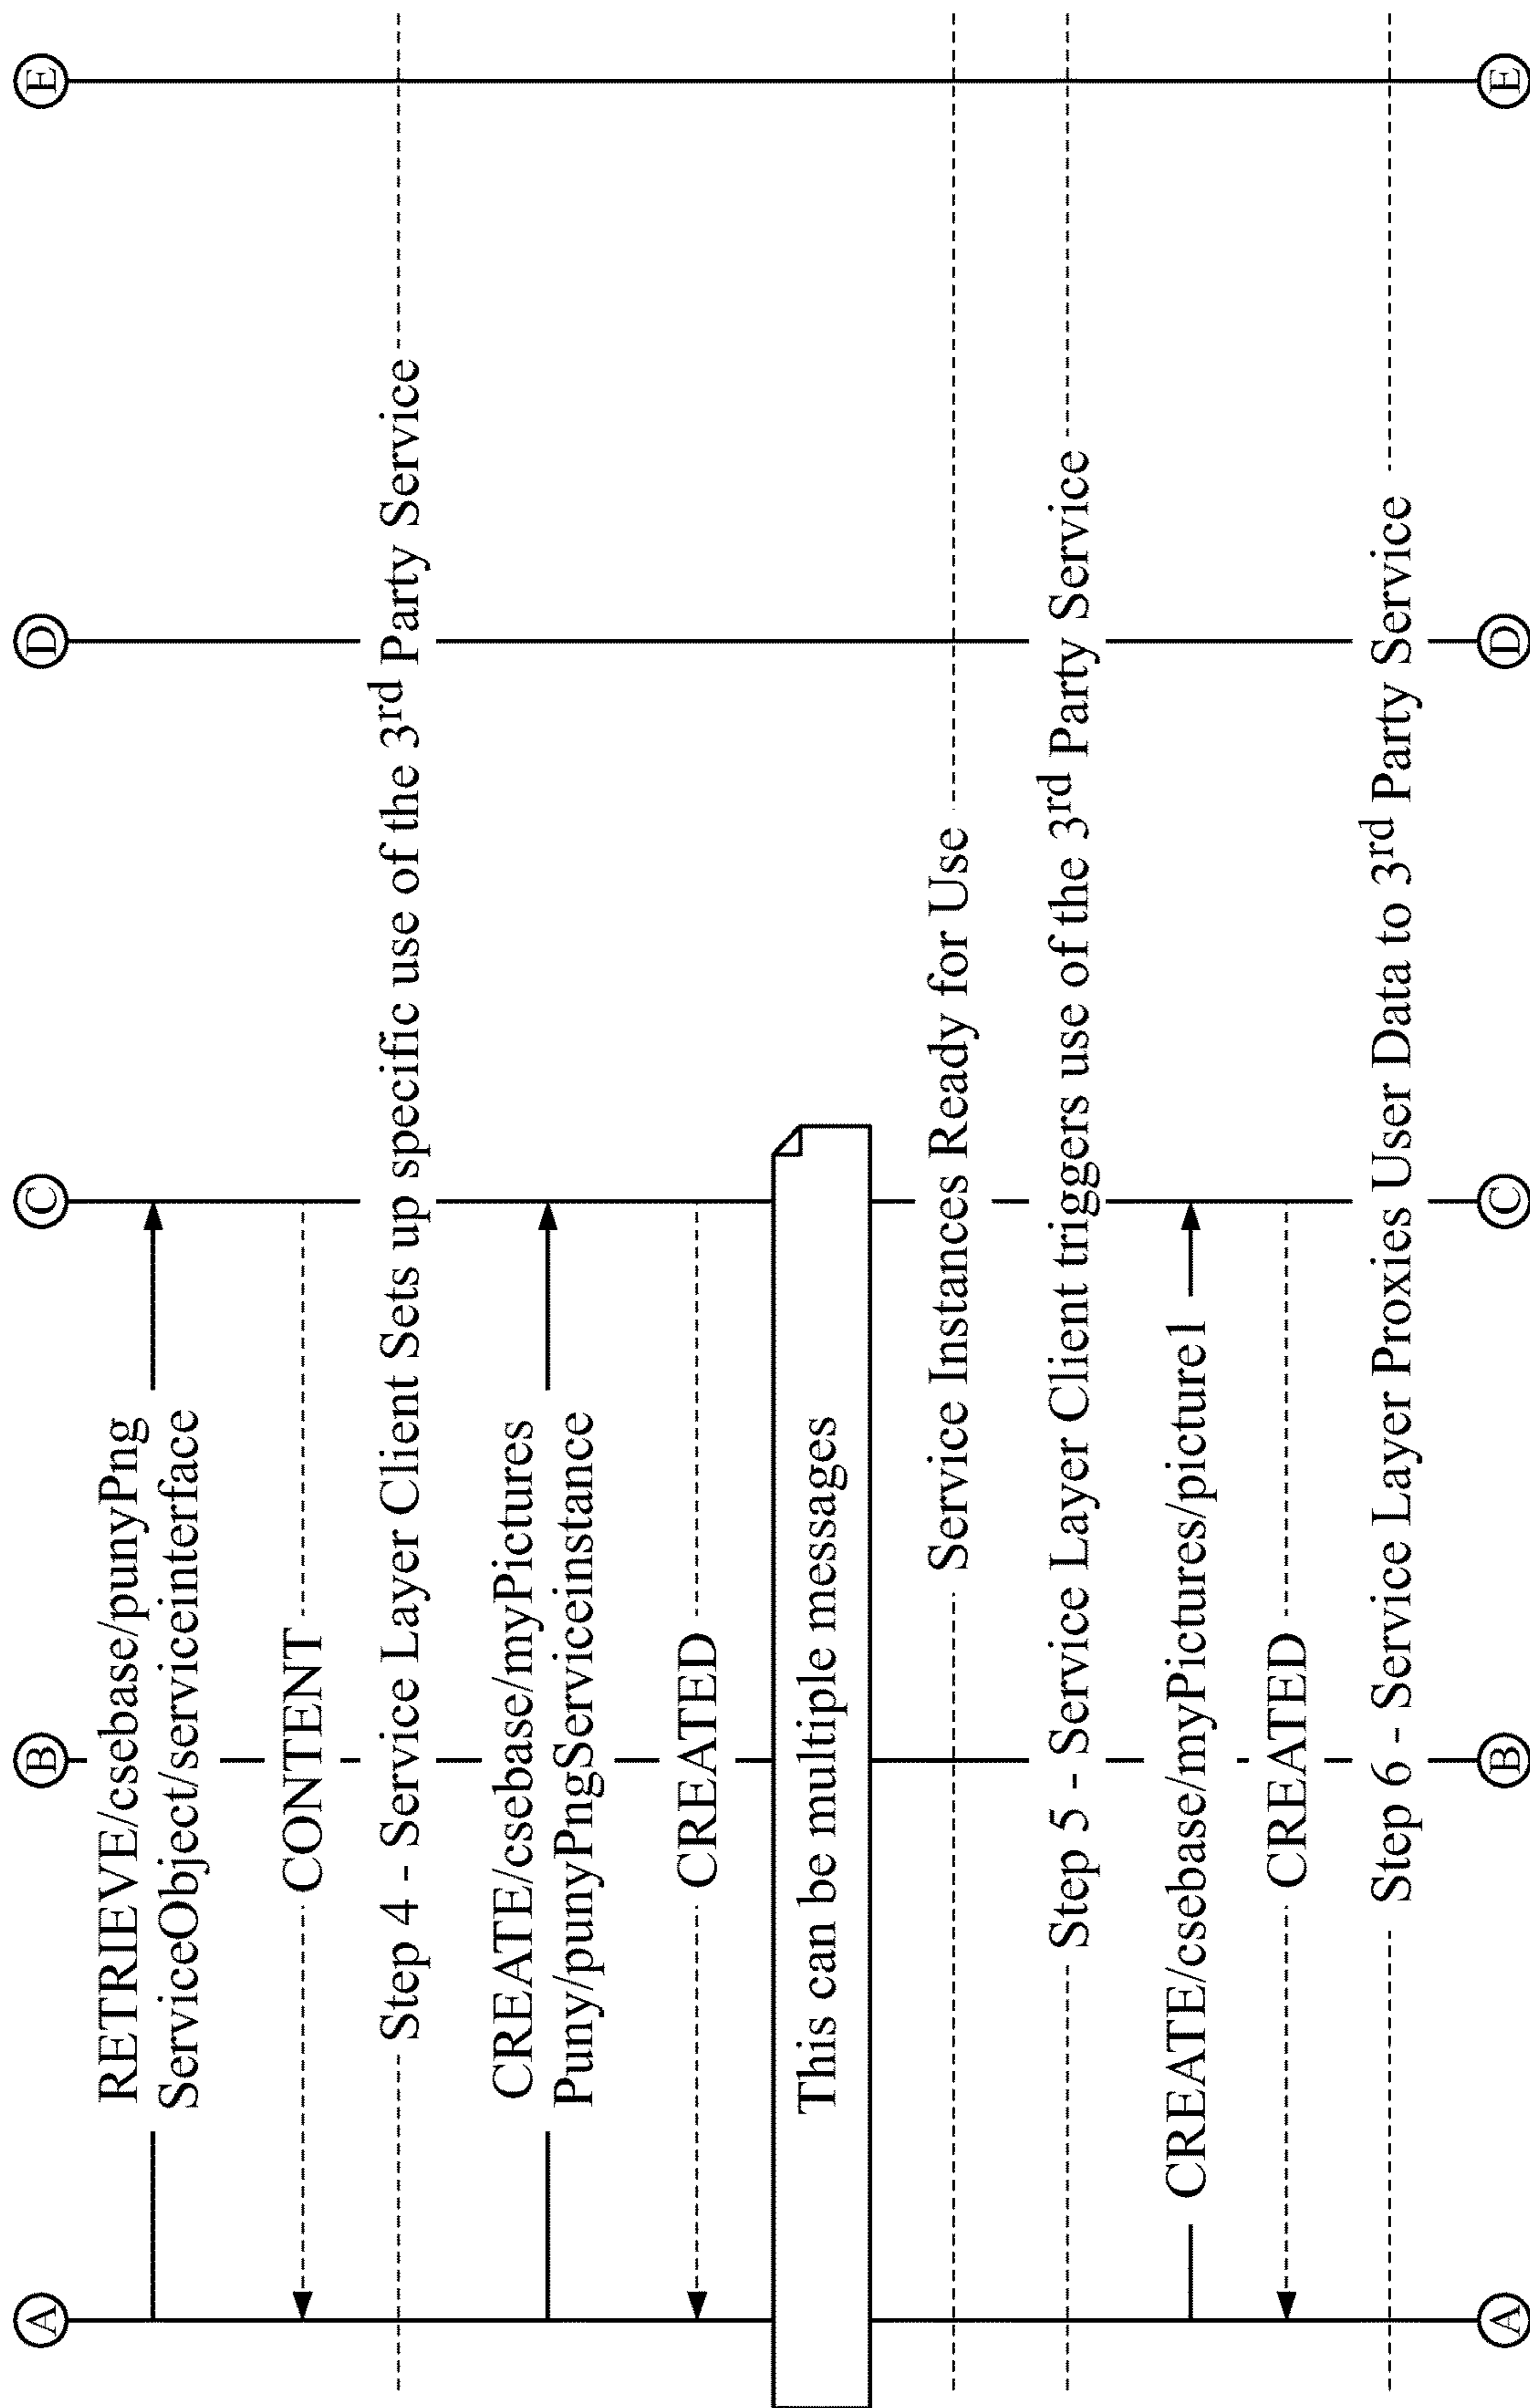 A
B
C
D
E
RETRIEVE/csebase/punyPng
ServiceObject/serviceinterface
CONTENT
Step 4 - Service Layer Client Sets up specific use of the 3rd Party Service
CREATE/csebase/myPictures
Puny/punyPngServiceinstance
CREATED
This can be multiple messages
Service Instances Ready for Use
Step 5 - Service Layer Client triggers use of the 3rd Party Service
CREATE/csebase/myPictures/picture1
CREATED
Step 6 - Service Layer Proxies User Data to 3rd Party Service
A
B
C
D
E